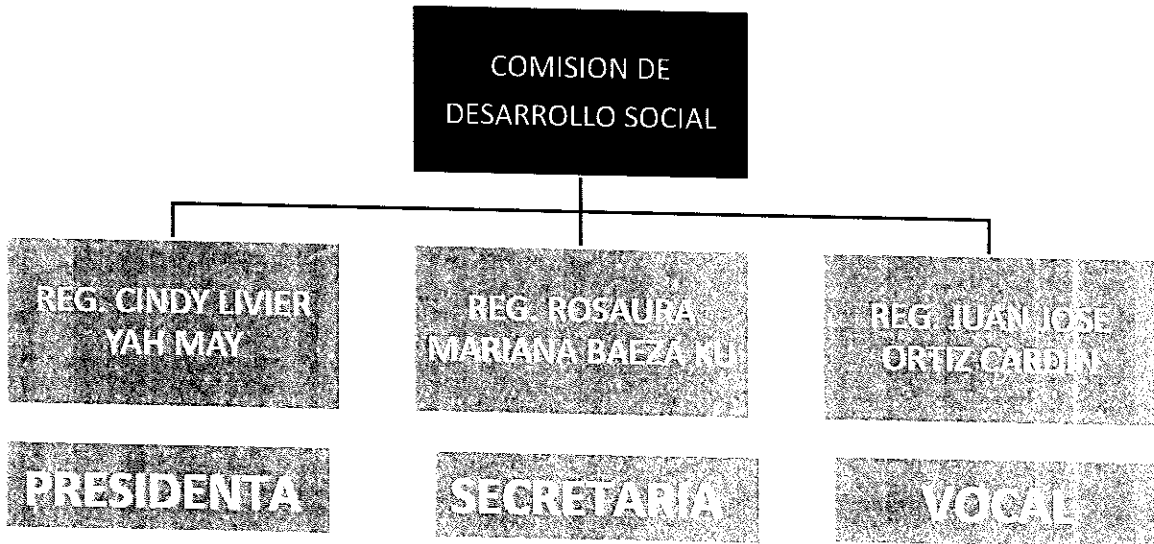 COMISION DE
DESARROLLO SOCIAL
REG. CINDY LIVIER
YAH MAY
REG. ROSAURA
MARIANA BAEZA KU
REG. JUAN JOSE
ORTIZ CARDIN
PRESIDENTA
SECRETARIA
VOCAL